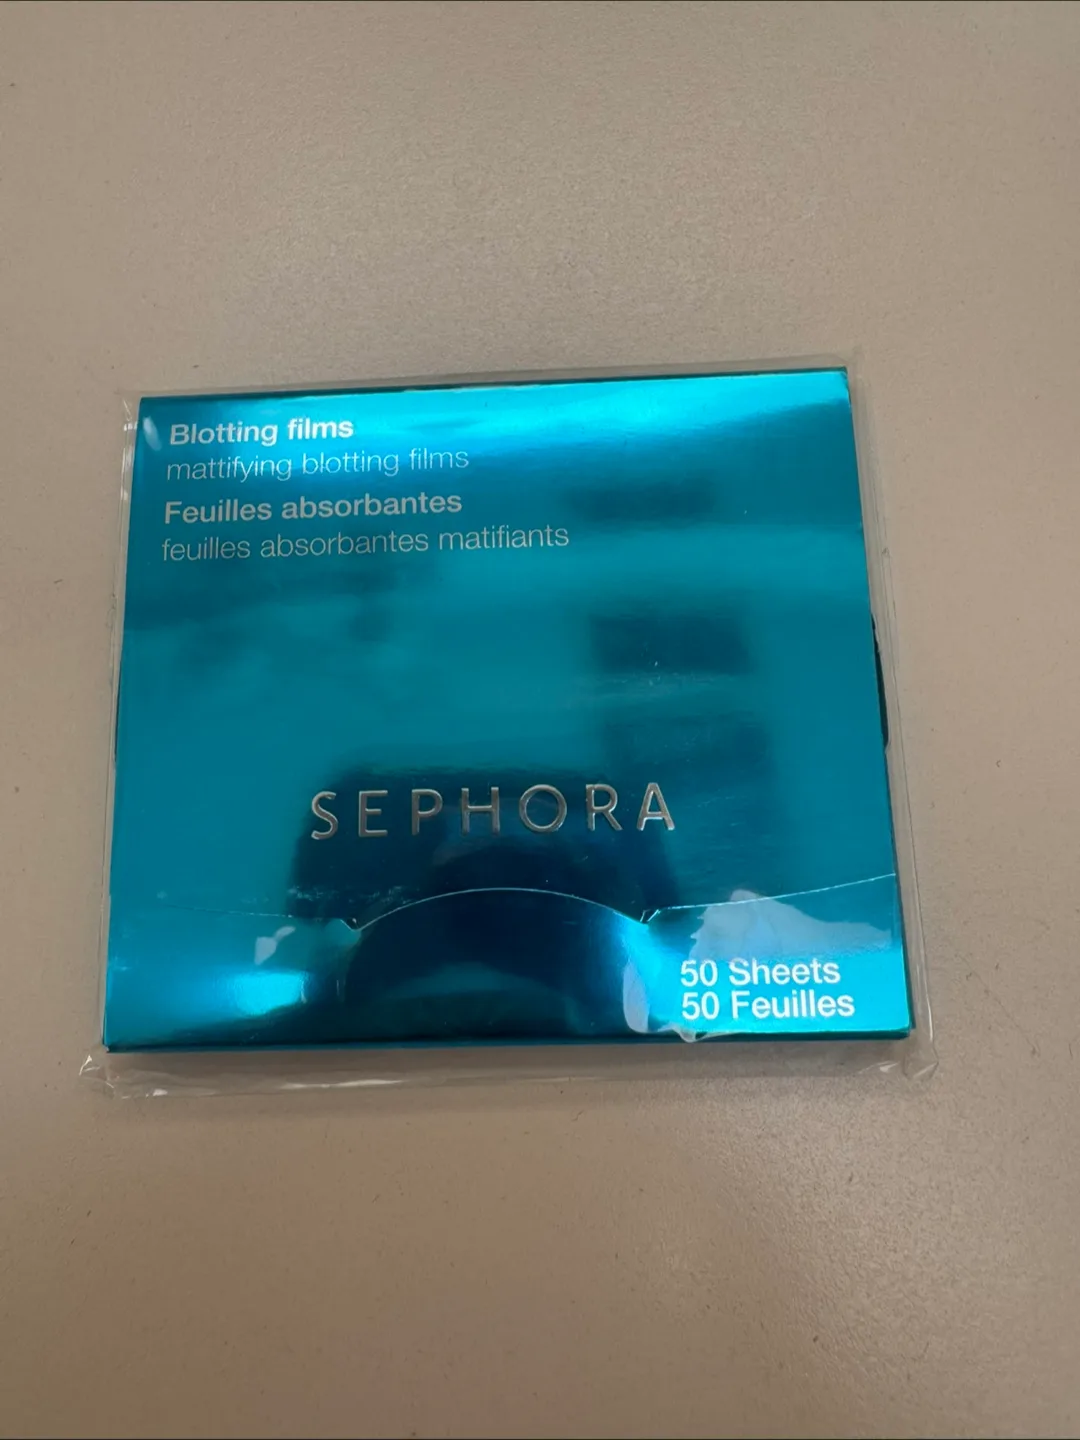 Blotting films
mattifying blotting films
Feuilles absorbantes
feuilles absorbantes matifiants
SEPHORA
50 Sheets
50 Feuilles